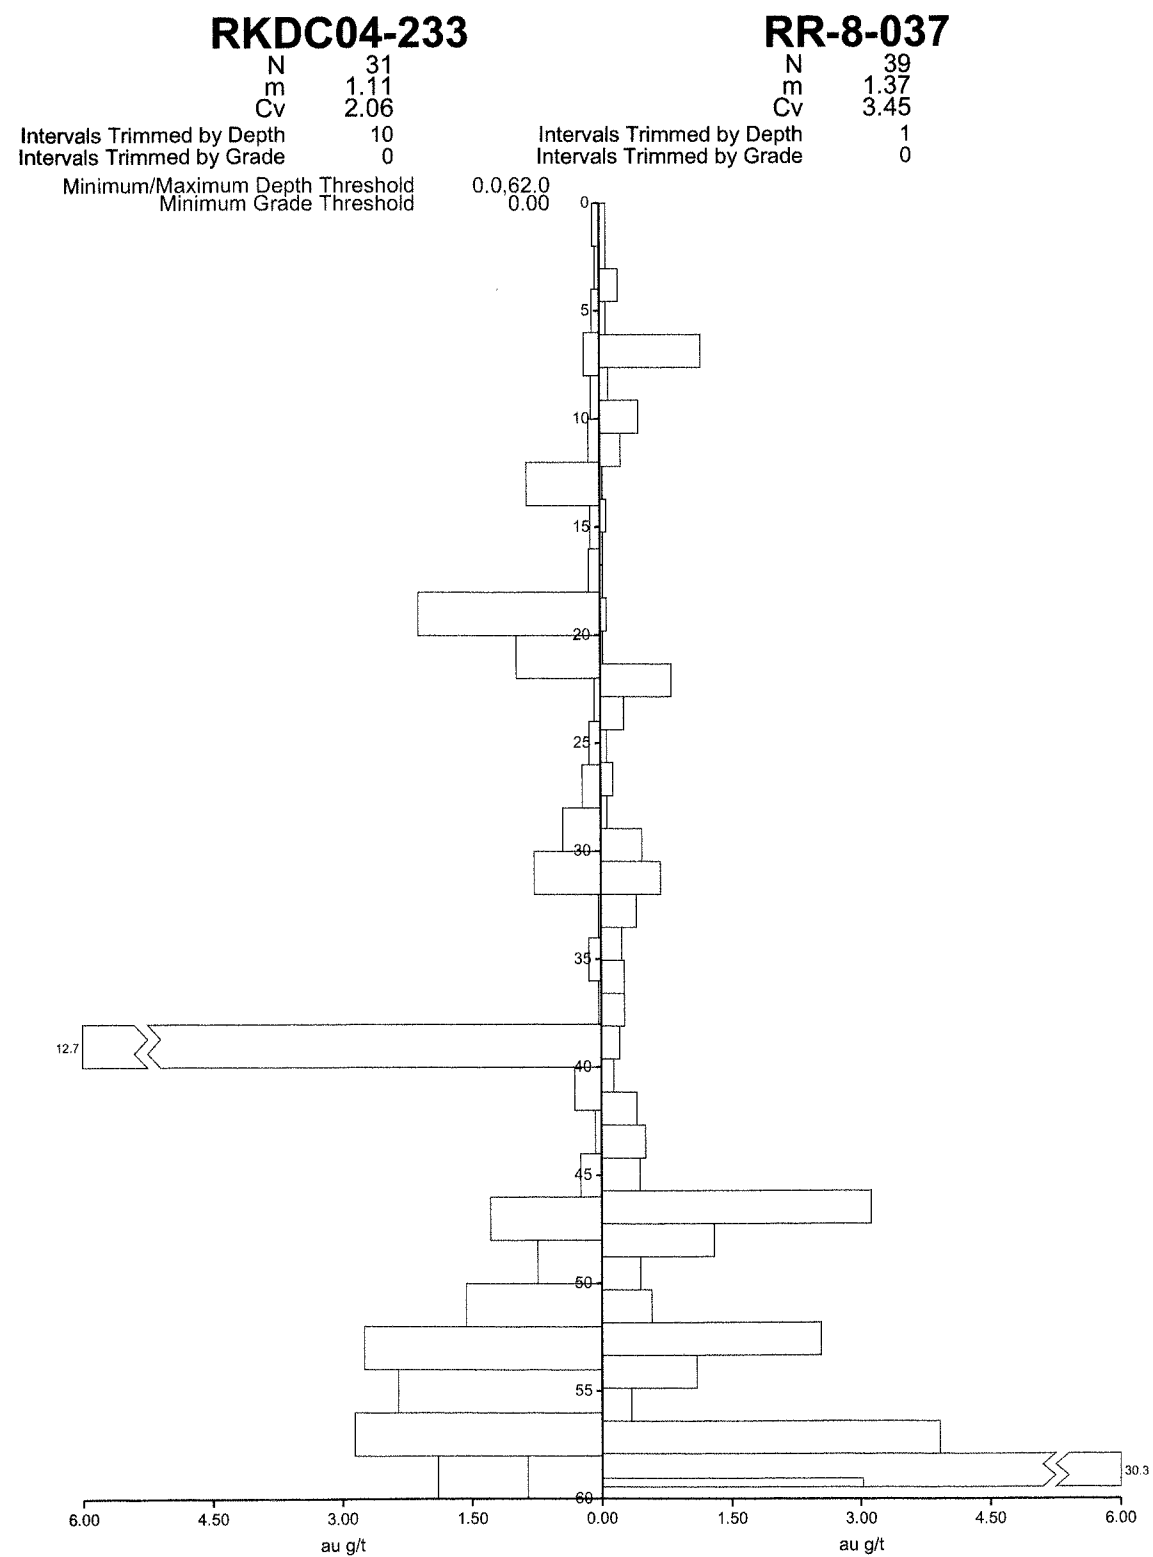 RKDC04-233 RR-8-037
N 31 N 39
m 1.11 m 1.37
Cv 2.06 Cv 3.45
Intervals Trimmed by Depth 10 Intervals Trimmed by Depth 1
Intervals Trimmed by Grade 0 Intervals Trimmed by Grade 0
Minimum/Maximum Depth Threshold 0.0,62.0
Minimum Grade Threshold 0.00
0
5
10
15
20
25
30
35
12.7
40
45
50
55
30.3
60
6.00 4.50 3.00 1.50 0.00 1.50 3.00 4.50 6.00
au g/t au g/t